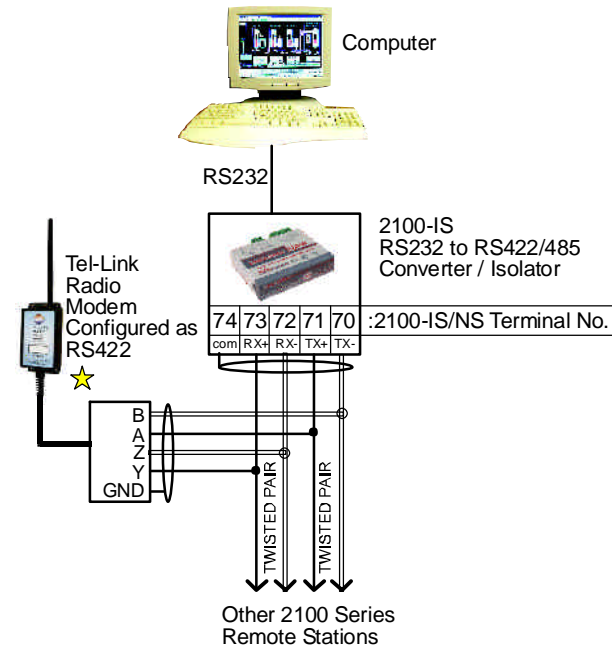 Computer
RS232
2100-IS
RS232 to RS422/485
Converter / Isolator
Tel-Link
Radio
Modem
Configured as
RS422
74 73 72 71 70 :2100-IS/NS Terminal No.
com RX+ RX- TX+ TX-
B
A
Z
Y
GND
TWISTED PAIR
TWISTED PAIR
Other 2100 Series
Remote Stations